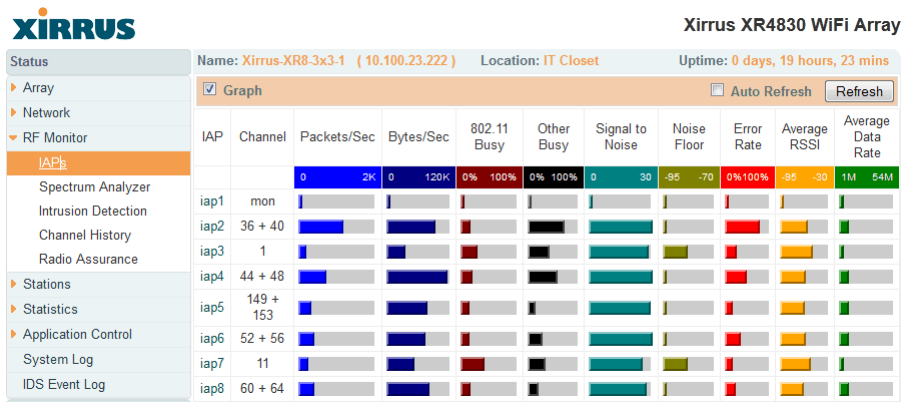 XIRRUS
Xirrus XR4830 WiFi Array
Status
Name: Xirrus-XR8-3x3-1 ( 10.100.23.222 ) Location: IT Closet Uptime: 0 days, 19 hours, 23 mins
Array
Network
RF Monitor
IAPs
Spectrum Analyzer
Intrusion Detection
Channel History
Radio Assurance
Stations
Statistics
Application Control
System Log
IDS Event Log
Graph Auto Refresh Refresh
IAP Channel Packets/Sec Bytes/Sec 802.11 Busy Other Busy Signal to Noise Noise Floor Error Rate Average RSSI Average Data Rate
0 2K 0 120K 0% 100% 0% 100% 0 30 -95 -70 0%100% -95 -30 1M 54M
iap1 mon
iap2 36 + 40
iap3 1
iap4 44 + 48
iap5 149 + 153
iap6 52 + 56
iap7 11
iap8 60 + 64